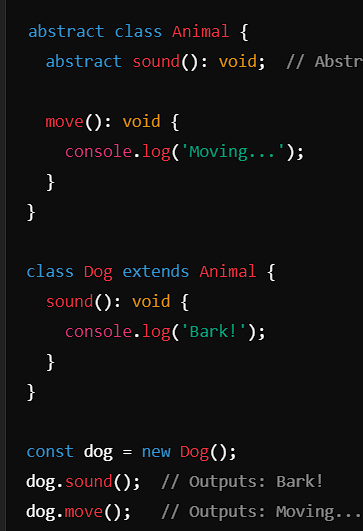 abstract class Animal {
abstract sound(): void; // Abstr
move(): void {
console.log('Moving...');
}
}
class Dog extends Animal {
sound(): void {
console.log('Bark!');
}
}
const dog = new Dog();
dog.sound(); // Outputs: Bark!
dog.move(); // Outputs: Moving...